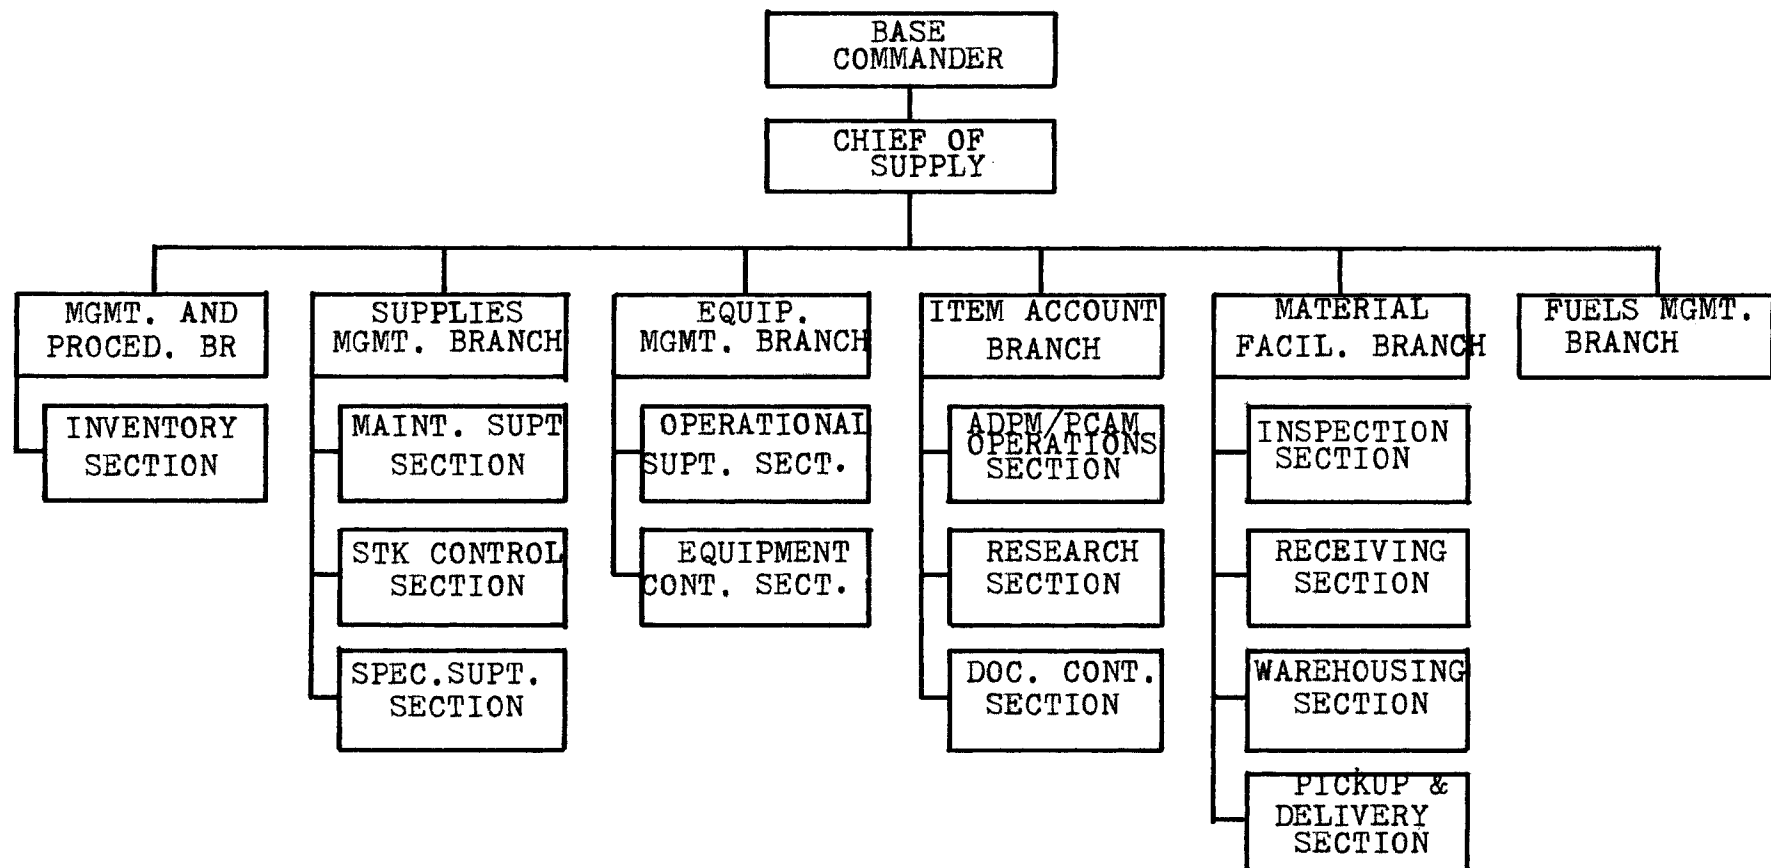 BASE
COMMANDER
CHIEF OF
SUPPLY
MGMT. AND
PROCED. BR
SUPPLIES
MGMT. BRANCH
EQUIP.
MGMT. BRANCH
ITEM ACCOUNT
BRANCH
MATERIAL
FACIL. BRANCH
FUELS MGMT.
BRANCH
INVENTORY
SECTION
MAINT. SUPT
SECTION
STK CONTROL
SECTION
SPEC.SUPT.
SECTION
OPERATIONAL
SUPT. SECT.
EQUIPMENT
CONT. SECT.
ADPM/PCAM
OPERATIONS
SECTION
RESEARCH
SECTION
DOC. CONT.
SECTION
INSPECTION
SECTION
RECEIVING
SECTION
WAREHOUSING
SECTION
PICKUP &
DELIVERY
SECTION